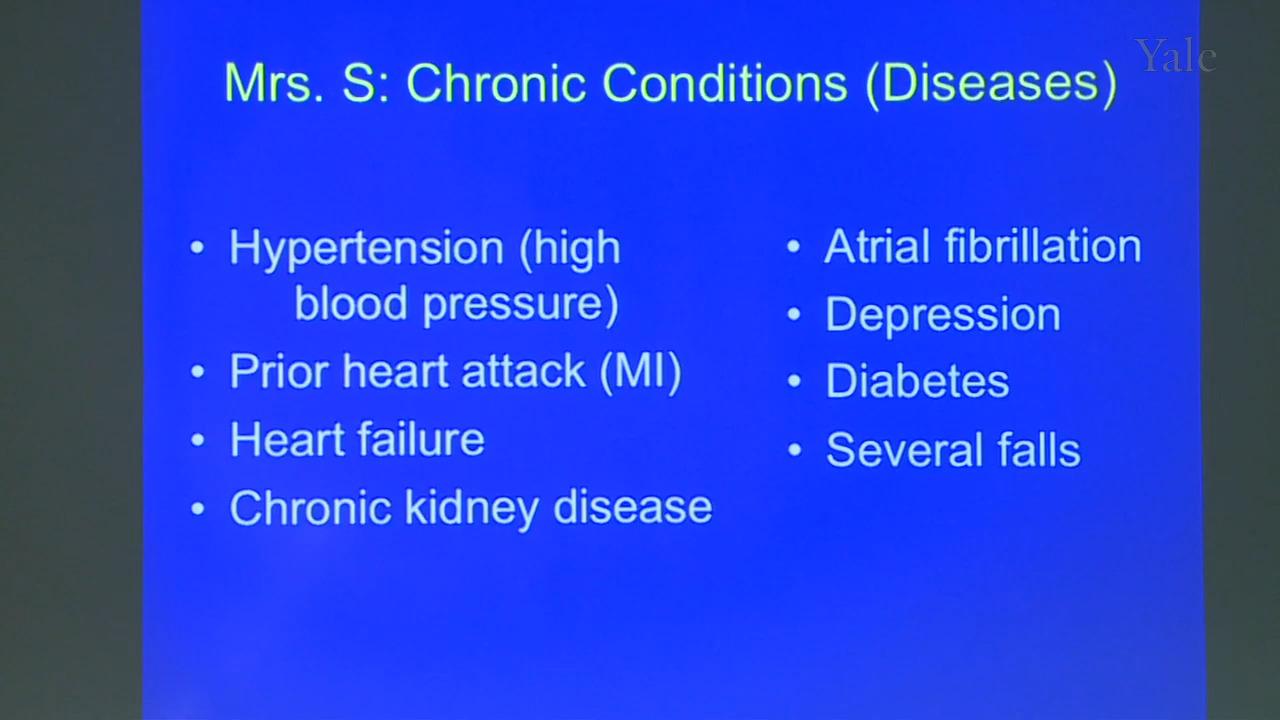 Yale
Mrs. S: Chronic Conditions (Diseases)
• Hypertension (high
blood pressure)
• Prior heart attack (MI)
• Heart failure
• Chronic kidney disease
• Atrial fibrillation
• Depression
• Diabetes
• Several falls